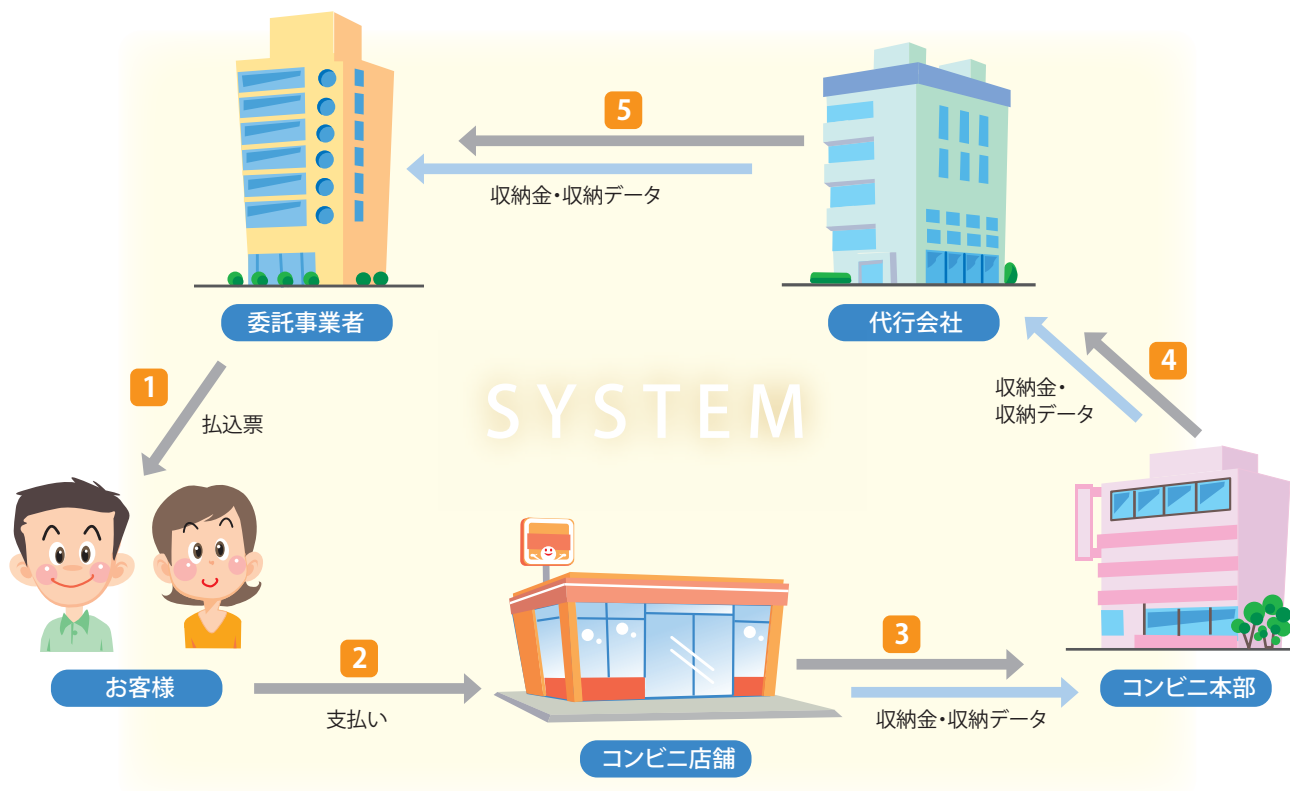 5
収納金・収納データ
委託事業者
代行会社
1
払込票
SYSTEM
4
収納金・
収納データ
お客様
2
支払い
コンビニ店舗
3
収納金・収納データ
コンビニ本部